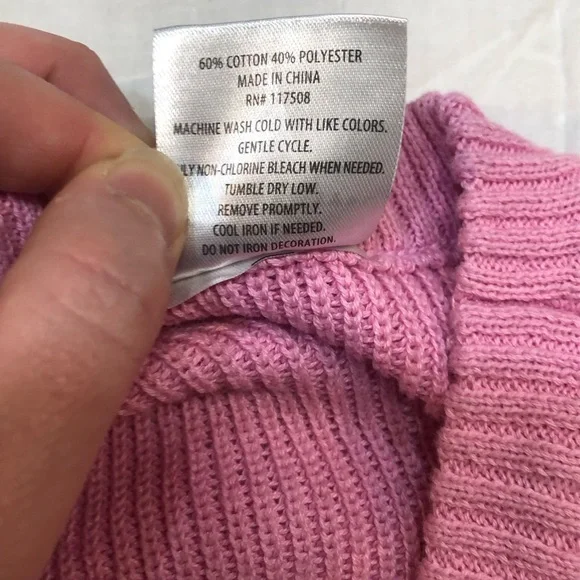 60% COTTON 40% POLYESTER
MADE IN CHINA
RN# 117508
MACHINE WASH COLD WITH LIKE COLORS.
GENTLE CYCLE.
NON-CHLORINE BLEACH WHEN NEEDED.
TUMBLE DRY LOW.
REMOVE PROMPTLY.
COOL IRON IF NEEDED.
DO NOT IRON DECORATION.